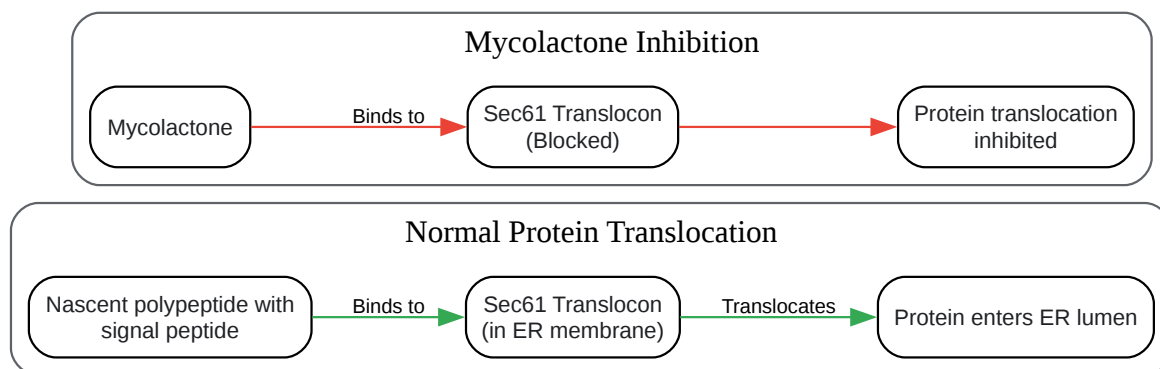 Mycolactone Inhibition
Mycolactone
Binds to
Sec61 Translocon
(Blocked)
Protein translocation
inhibited
Normal Protein Translocation
Nascent polypeptide with
signal peptide
Binds to
Sec61 Translocon
(in ER membrane)
Translocates
Protein enters ER lumen